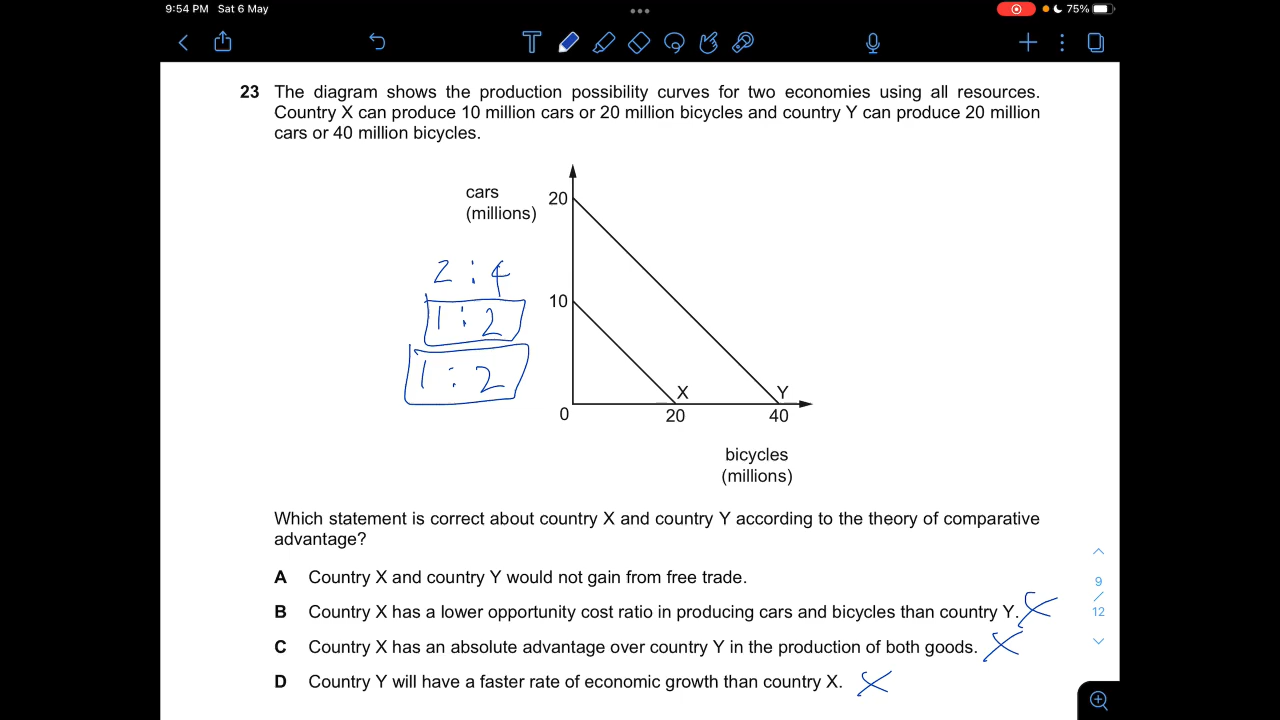 9:54 PM Sat 6 May
75%
23 The diagram shows the production possibility curves for two economies using all resources.
Country X can produce 10 million cars or 20 million bicycles and country Y can produce 20 million
cars or 40 million bicycles.
cars
(millions)
20
2 : 4
10
1 : 2
1 : 2
X
Y
0
20
40
bicycles
(millions)
Which statement is correct about country X and country Y according to the theory of comparative
advantage?
A Country X and country Y would not gain from free trade.
B Country X has a lower opportunity cost ratio in producing cars and bicycles than country Y.
C Country X has an absolute advantage over country Y in the production of both goods.
D Country Y will have a faster rate of economic growth than country X.
9
/
12